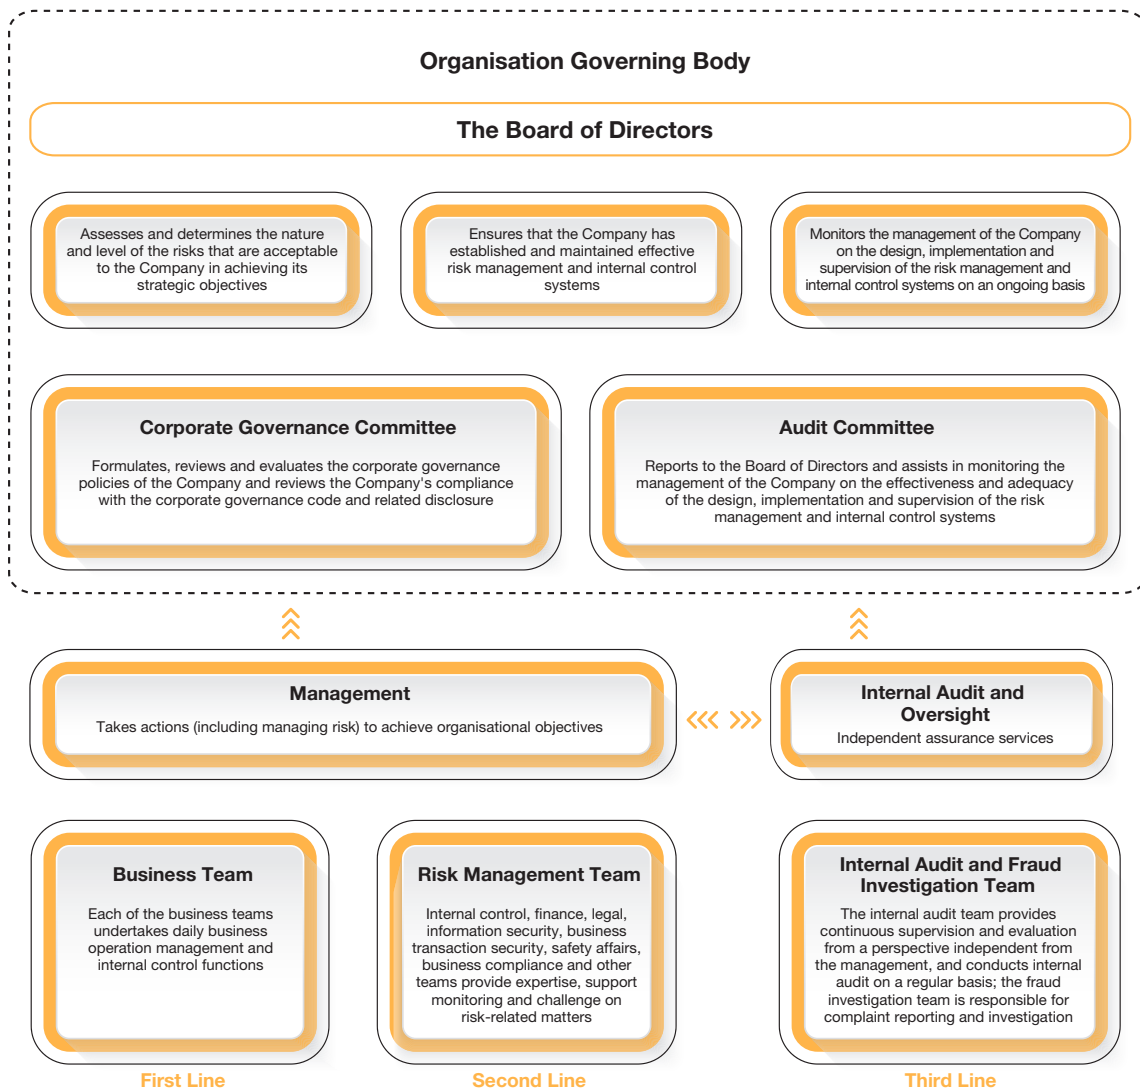 Organisation Governing Body
The Board of Directors
Assesses and determines the nature
and level of the risks that are acceptable
to the Company in achieving its
strategic objectives
Ensures that the Company has
established and maintained effective
risk management and internal control
systems
Monitors the management of the Company
on the design, implementation and
supervision of the risk management and
internal control systems on an ongoing basis
Corporate Governance Committee
Formulates, reviews and evaluates the corporate governance
policies of the Company and reviews the Company's compliance
with the corporate governance code and related disclosure
Audit Committee
Reports to the Board of Directors and assists in monitoring the
management of the Company on the effectiveness and adequacy
of the design, implementation and supervision of the risk
management and internal control systems
Management
Takes actions (including managing risk) to achieve organisational objectives
Internal Audit and
Oversight
Independent assurance services
Business Team
Each of the business teams
undertakes daily business
operation management and
internal control functions
Risk Management Team
Internal control, finance, legal,
information security, business
transaction security, safety affairs,
business compliance and other
teams provide expertise, support
monitoring and challenge on
risk-related matters
Internal Audit and Fraud
Investigation Team
The internal audit team provides
continuous supervision and evaluation
from a perspective independent from
the management, and conducts internal
audit on a regular basis; the fraud
investigation team is responsible for
complaint reporting and investigation
First Line
Second Line
Third Line